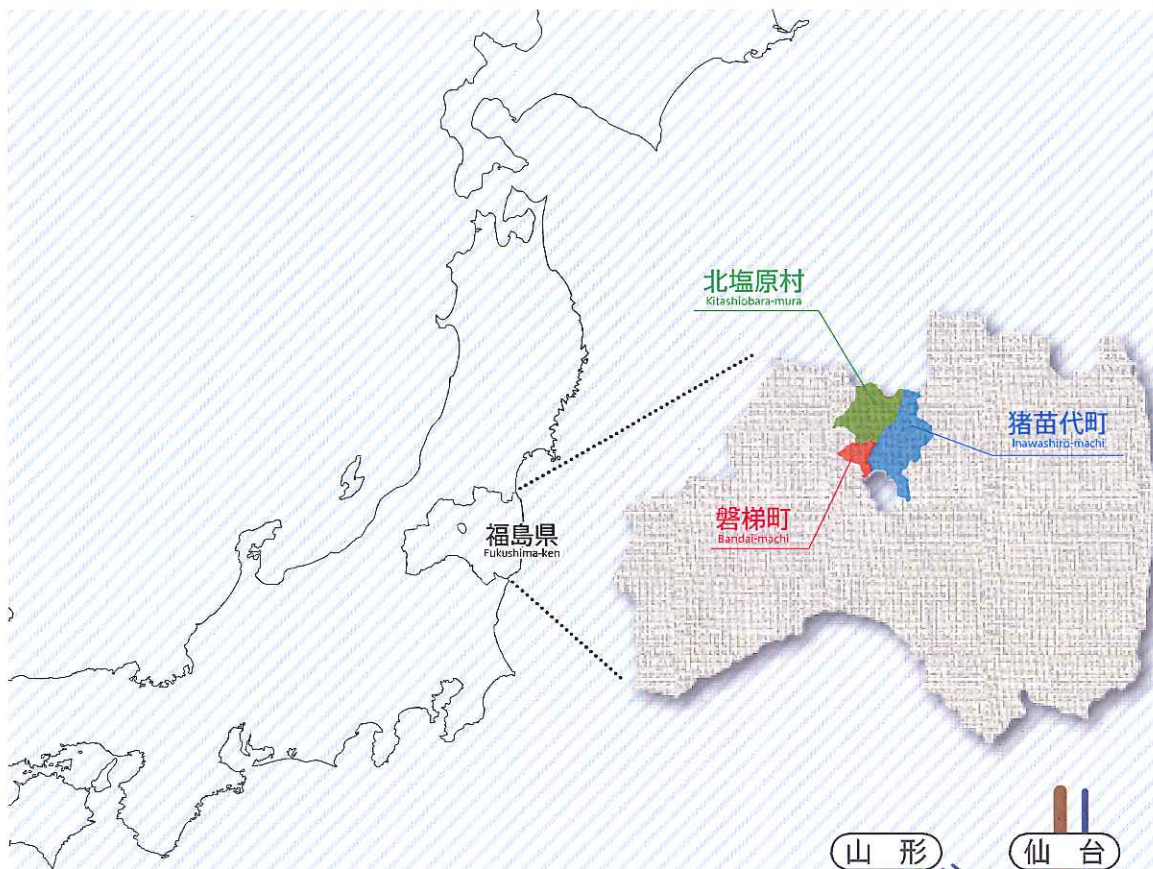 北塩原村
Kitashiobara-mura
猪苗代町
Inawashiro-machi
磐梯町
Bandai-machi
福島県
Fukushima-ken
山形
仙台